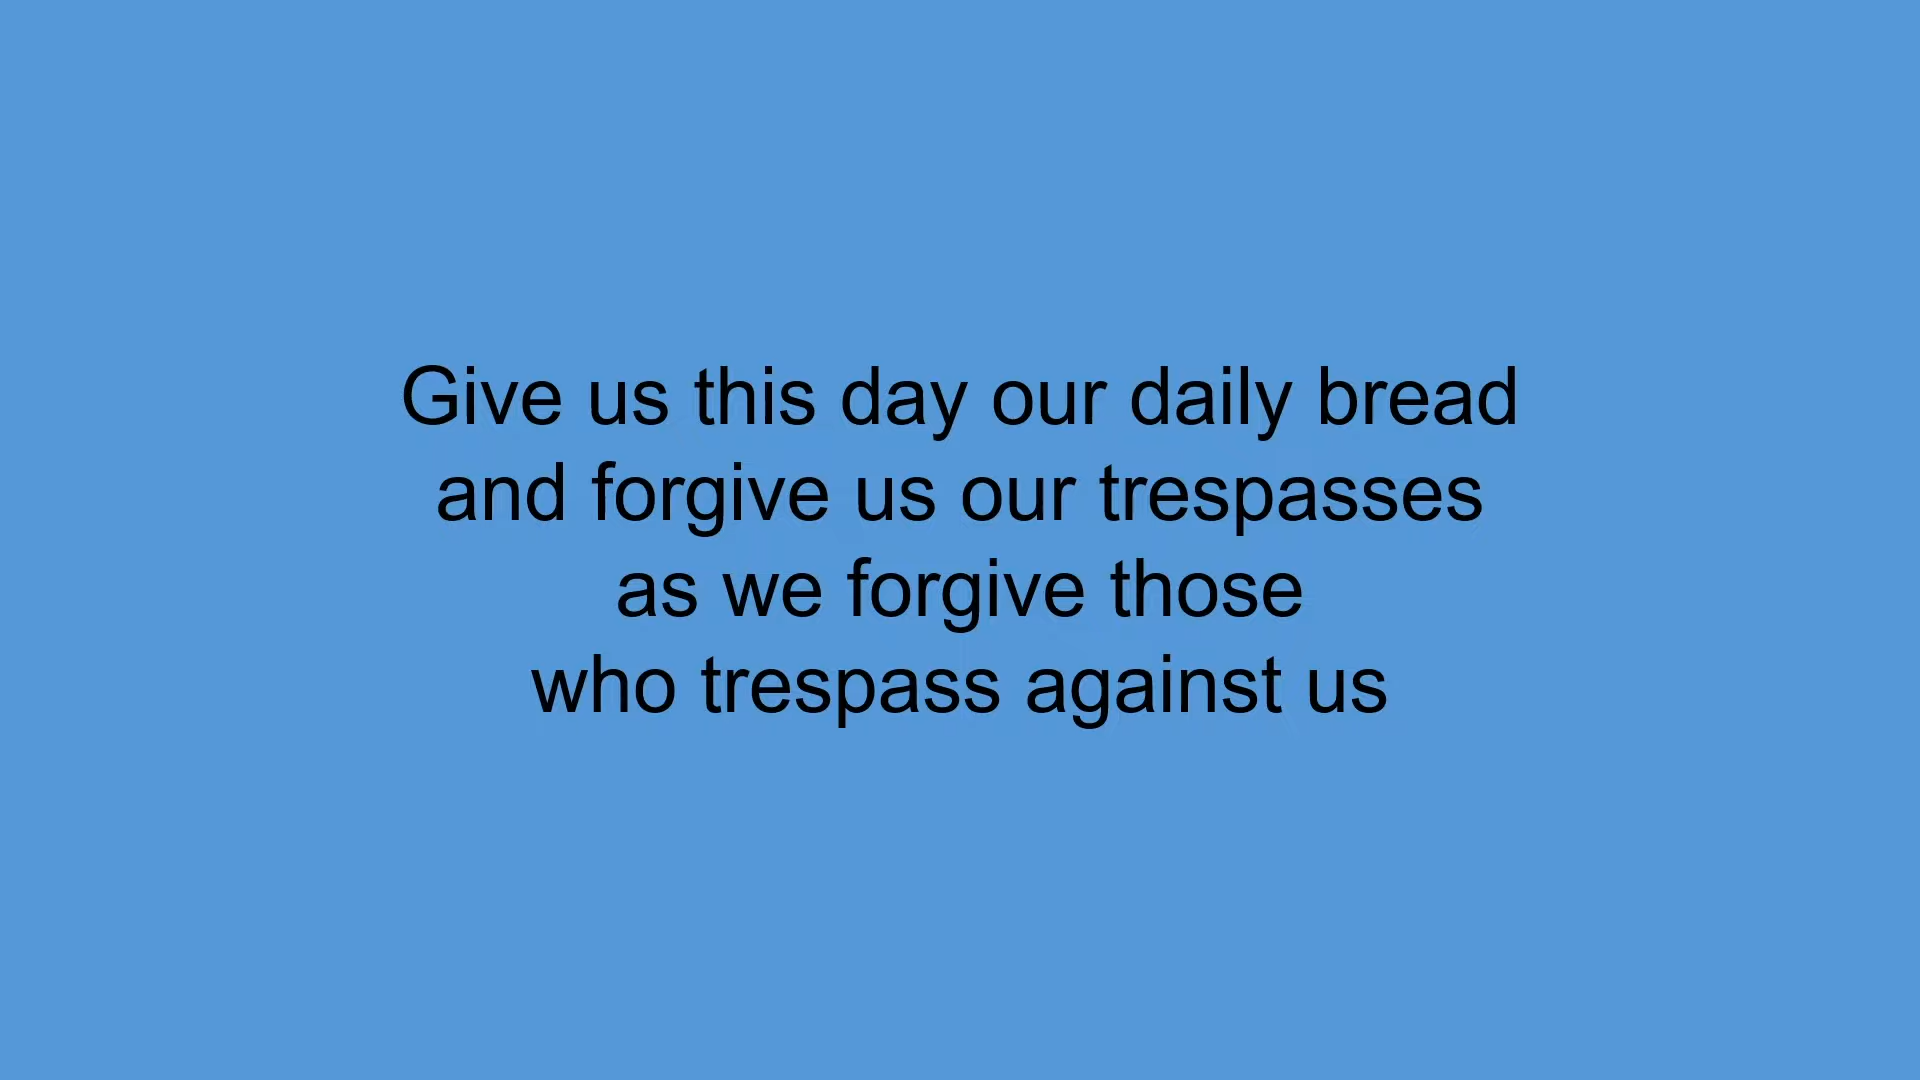 Give us this day our daily bread
and forgive us our trespasses
as we forgive those
who trespass against us